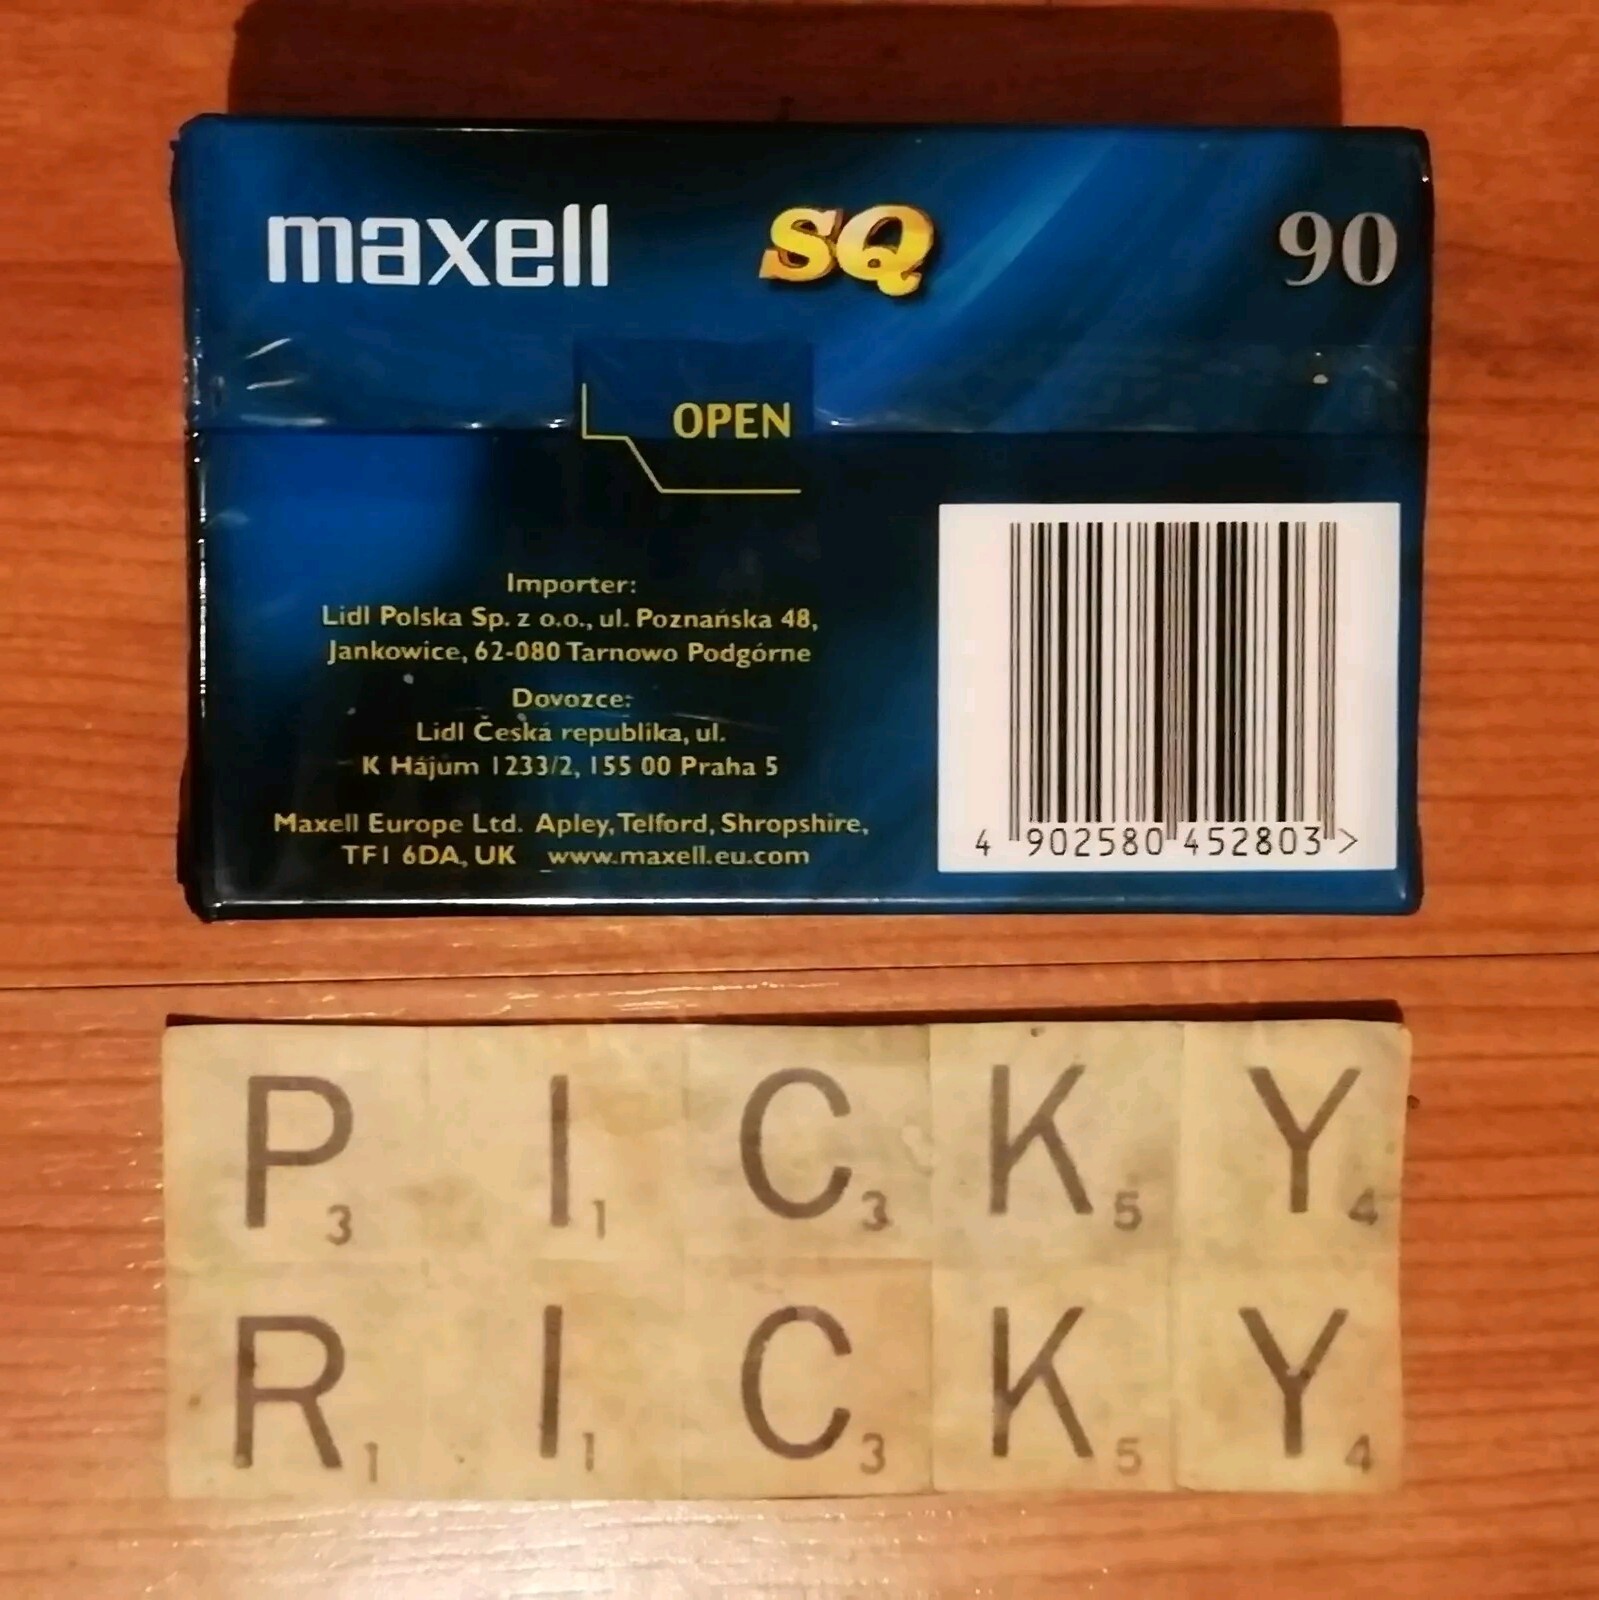 maxell SQ 90
OPEN
Importer:
Lidl Polska Sp. z o.o., ul. Poznańska 48,
Jankowice, 62-080 Tarnowo Podgórne
Dovozce:
Lidl Česká republika, ul.
K Hájům 1233/2, 155 00 Praha 5
Maxell Europe Ltd. Apley, Telford, Shropshire,
TF1 6DA, UK www.maxell.eu.com
4 902580 452803 >
P3 I1 C3 K5 Y4
R1 I1 C3 K5 Y4